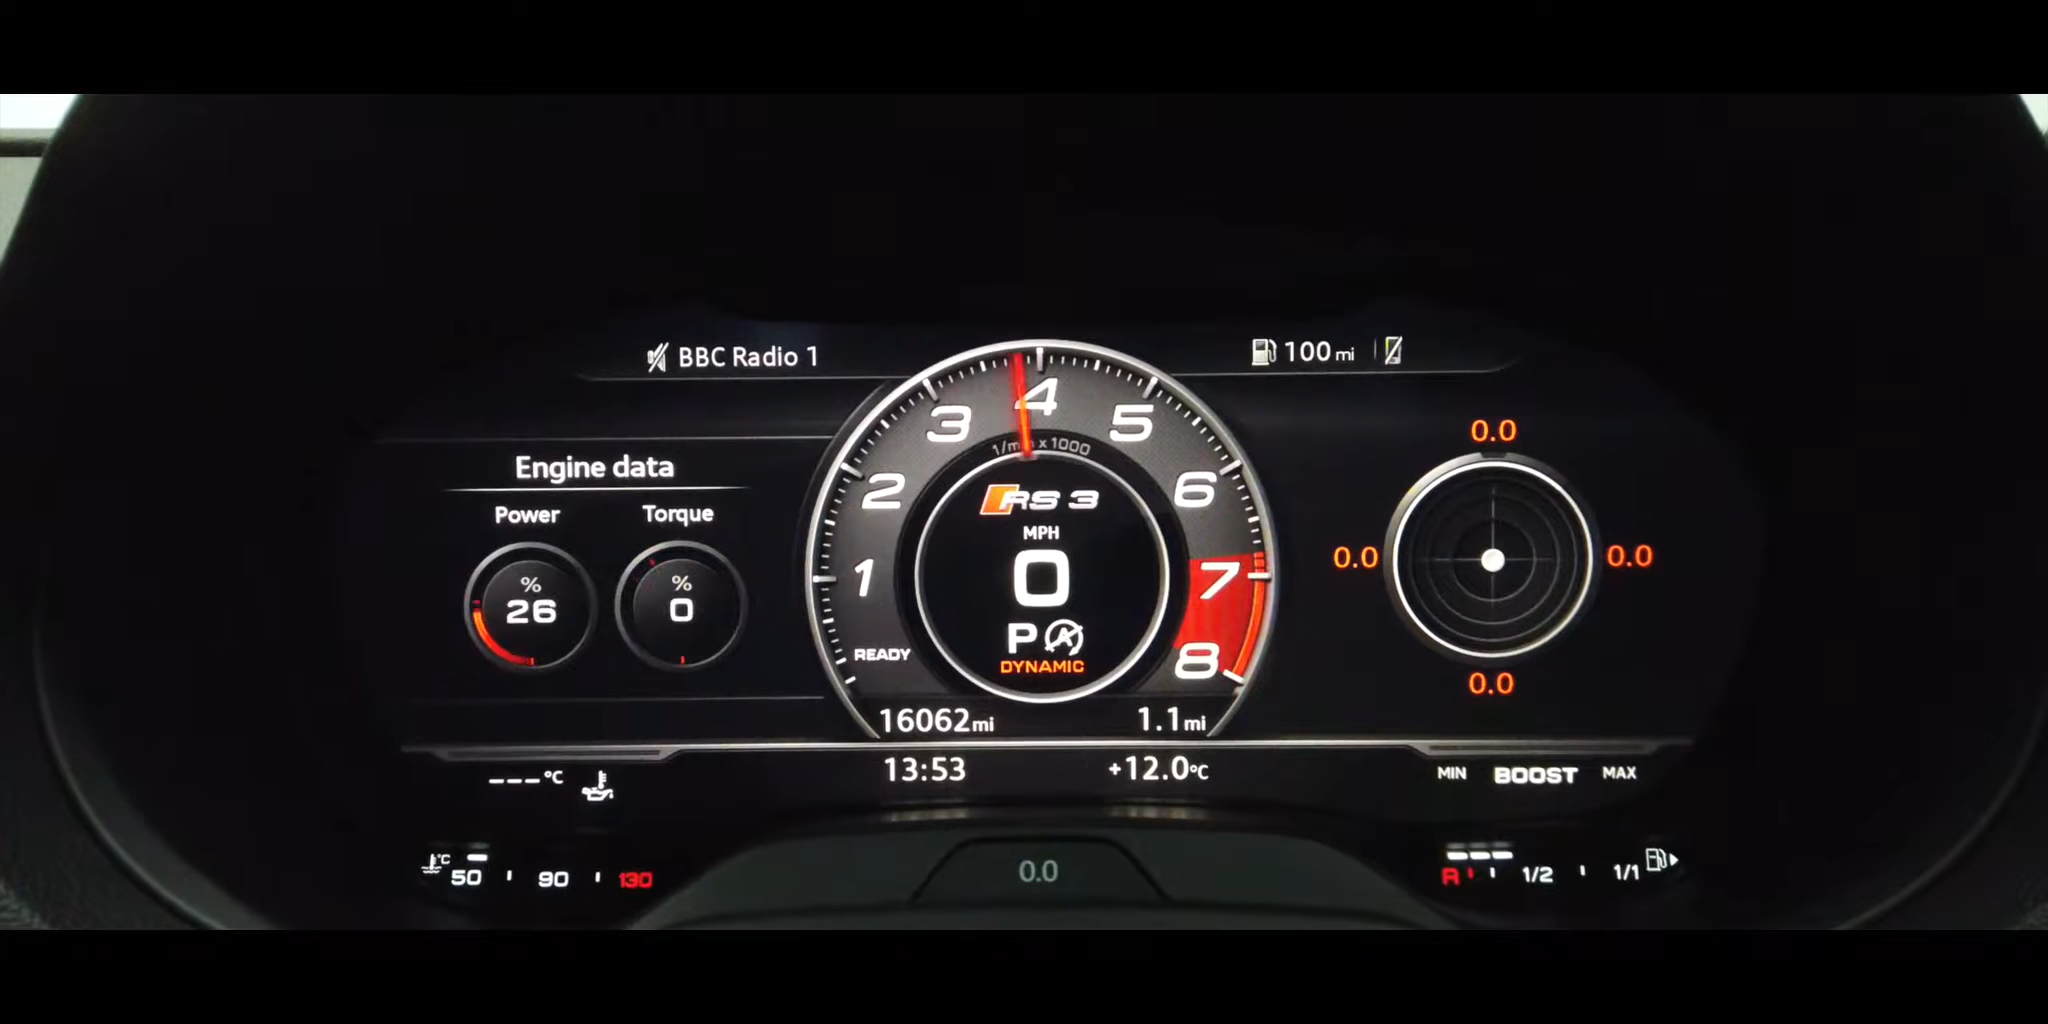 BBC Radio 1
100 mi
Engine data
Power
Torque
% 26
% 0
1 2 3 4 5 6 7 8
1/min x 1000
RS 3
MPH
0
P A
DYNAMIC
READY
16062mi
1.1mi
13:53
+12.0°C
0.0
0.0
0.0
0.0
---°C
MIN BOOST MAX
°C 50 90 130
0.0
R 1/2 1/1